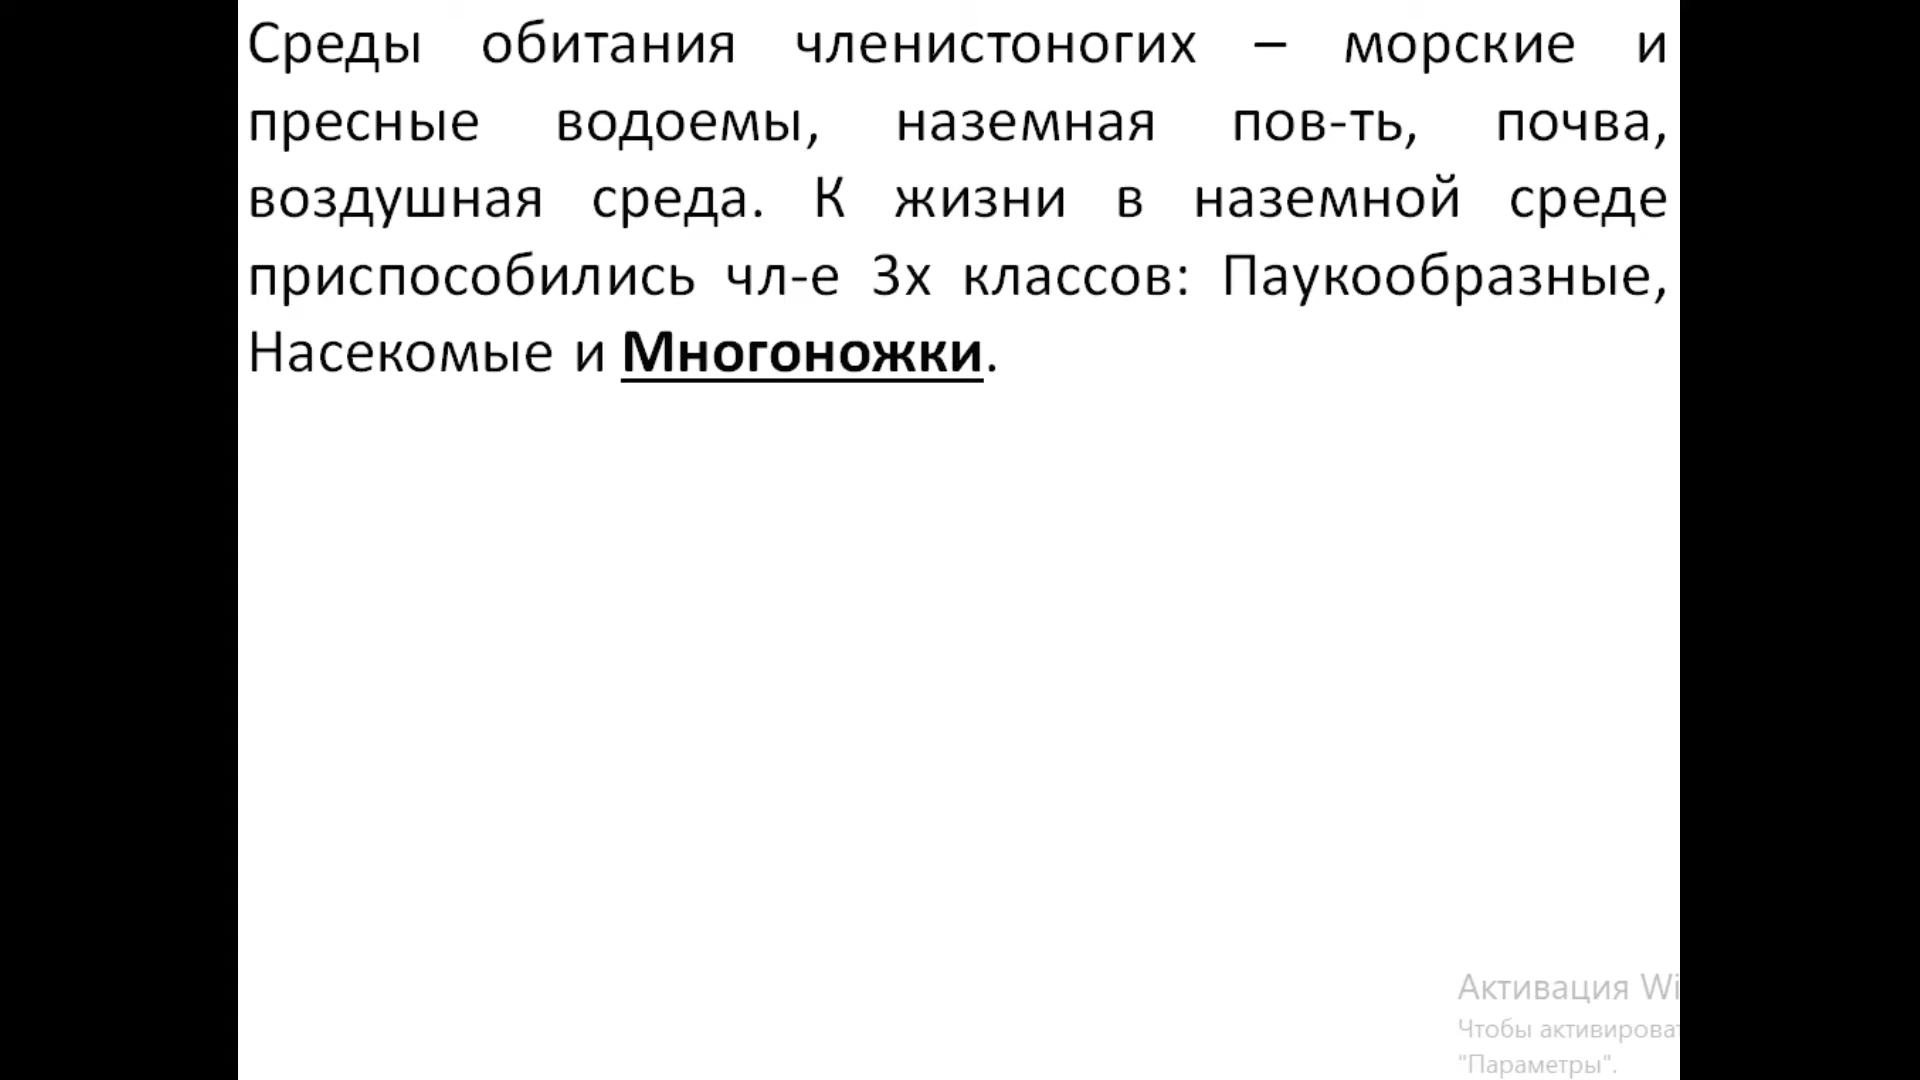 Среды обитания членистоногих – морские и
пресные водоемы, наземная пов-ть, почва,
воздушная среда. К жизни в наземной среде
приспособились чл-е 3х классов: Паукообразные,
Насекомые и Многоножки.
Активация Wi
Чтобы активироват
"Параметры".